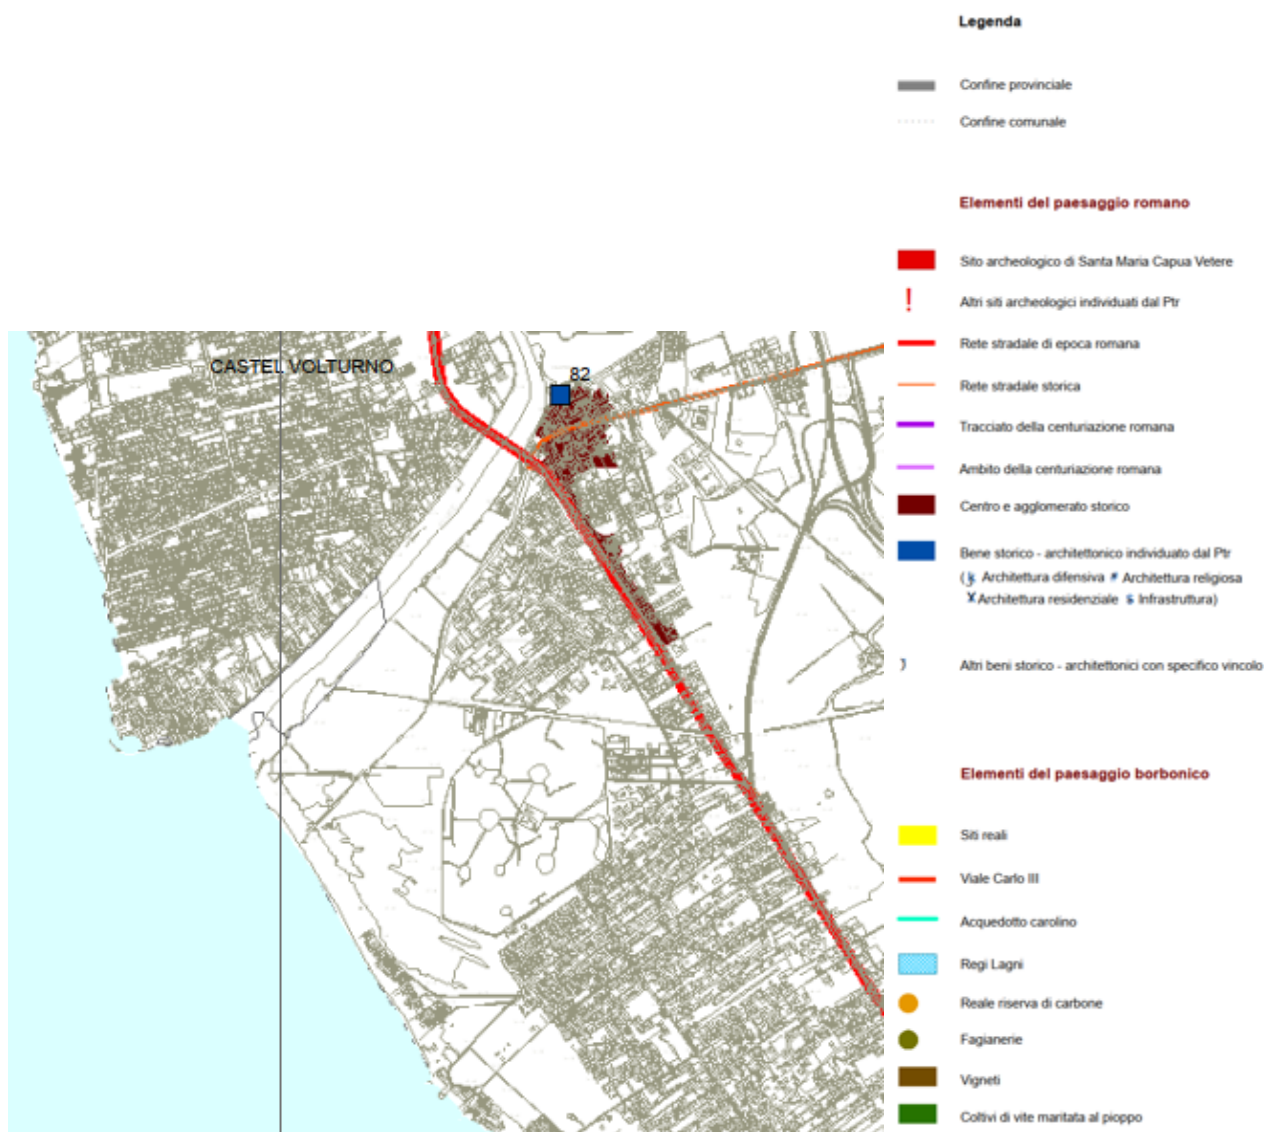 Legenda
Confine provinciale
Confine comunale
Elementi del paesaggio romano
Sito archeologico di Santa Maria Capua Vetere
! Altri siti archeologici individuati dal Ptr
Rete stradale di epoca romana
Rete stradale storica
Tracciato della centuriazione romana
Ambito della centuriazione romana
Centro e agglomerato storico
Bene storico - architettonico individuato dal Ptr
( Architettura difensiva Architettura religiosa
Architettura residenziale Infrastruttura)
Altri beni storico - architettonici con specifico vincolo
Elementi del paesaggio borbonico
Siti reali
Viale Carlo III
Acquedotto carolino
Regi Lagni
Reale riserva di carbone
Fagianerie
Vigneti
Coltivi di vite maritata al pioppo
CASTEL VOLTURNO
82